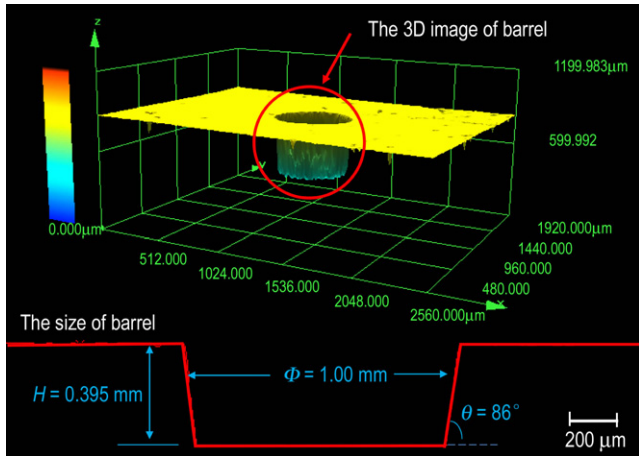 The 3D image of barrel
z
1199.983μm
599.992
y
0.000μm
1920.000μm
1440.000
960.000
480.000
x
512.000
1024.000
1536.000
2048.000
2560.000μm
The size of barrel
H = 0.395 mm
Φ = 1.00 mm
θ = 86°
200 μm